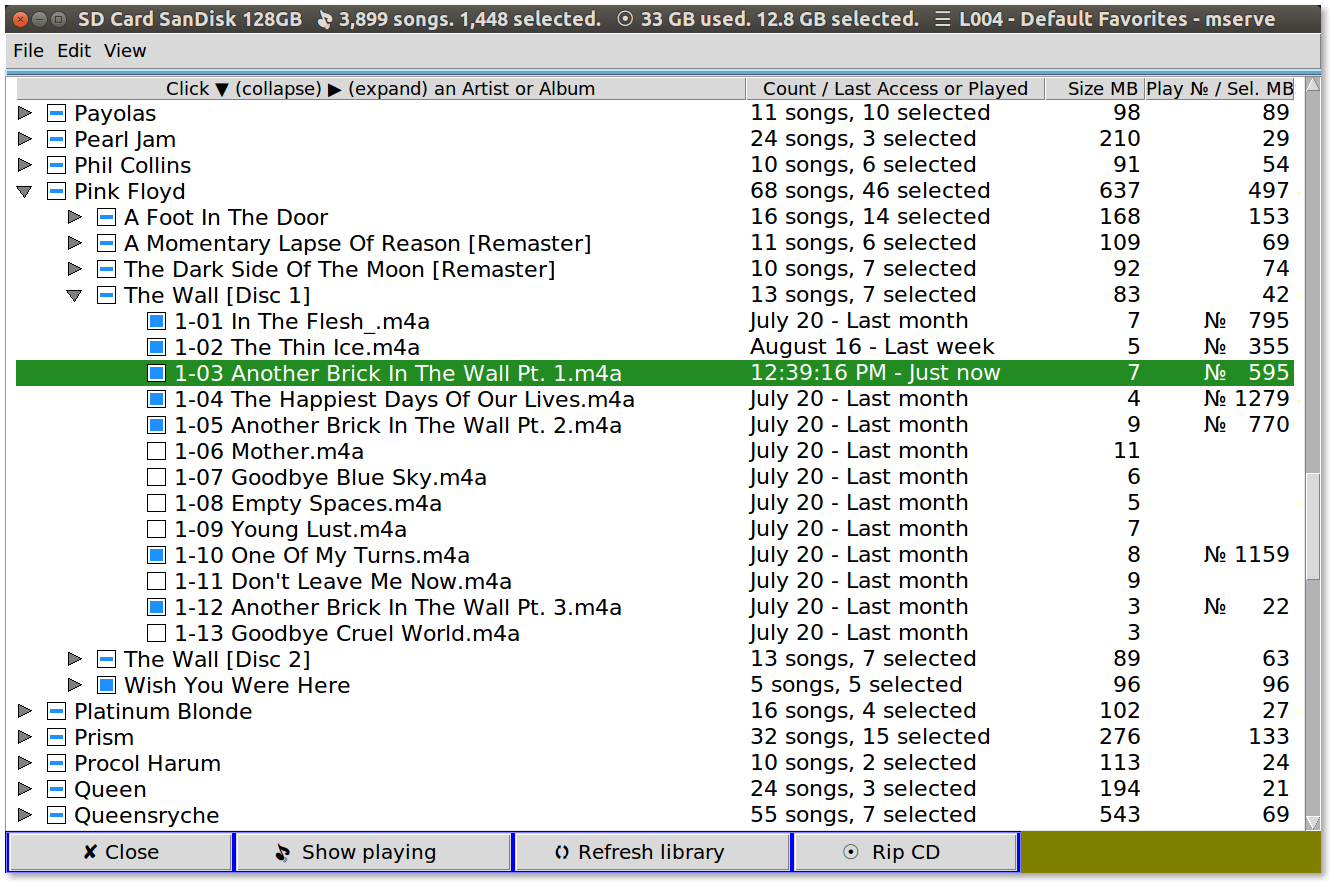 SD Card SanDisk 128GB 3,899 songs. 1,448 selected. 33 GB used. 12.8 GB selected. ☰ L004 - Default Favorites - mserve
File Edit View
Click ▼ (collapse) ▶ (expand) an Artist or Album Count / Last Access or Played Size MB Play № / Sel. MB
Payolas 11 songs, 10 selected 98 89
Pearl Jam 24 songs, 3 selected 210 29
Phil Collins 10 songs, 6 selected 91 54
Pink Floyd 68 songs, 46 selected 637 497
A Foot In The Door 16 songs, 14 selected 168 153
A Momentary Lapse Of Reason [Remaster] 11 songs, 6 selected 109 69
The Dark Side Of The Moon [Remaster] 10 songs, 7 selected 92 74
The Wall [Disc 1] 13 songs, 7 selected 83 42
1-01 In The Flesh_.m4a July 20 - Last month 7 № 795
1-02 The Thin Ice.m4a August 16 - Last week 5 № 355
1-03 Another Brick In The Wall Pt. 1.m4a 12:39:16 PM - Just now 7 № 595
1-04 The Happiest Days Of Our Lives.m4a July 20 - Last month 4 № 1279
1-05 Another Brick In The Wall Pt. 2.m4a July 20 - Last month 9 № 770
1-06 Mother.m4a July 20 - Last month 11
1-07 Goodbye Blue Sky.m4a July 20 - Last month 6
1-08 Empty Spaces.m4a July 20 - Last month 5
1-09 Young Lust.m4a July 20 - Last month 7
1-10 One Of My Turns.m4a July 20 - Last month 8 № 1159
1-11 Don't Leave Me Now.m4a July 20 - Last month 9
1-12 Another Brick In The Wall Pt. 3.m4a July 20 - Last month 3 № 22
1-13 Goodbye Cruel World.m4a July 20 - Last month 3
The Wall [Disc 2] 13 songs, 7 selected 89 63
Wish You Were Here 5 songs, 5 selected 96 96
Platinum Blonde 16 songs, 4 selected 102 27
Prism 32 songs, 15 selected 276 133
Procol Harum 10 songs, 2 selected 113 24
Queen 24 songs, 3 selected 194 21
Queensryche 55 songs, 7 selected 543 69
✘ Close Show playing Refresh library Rip CD